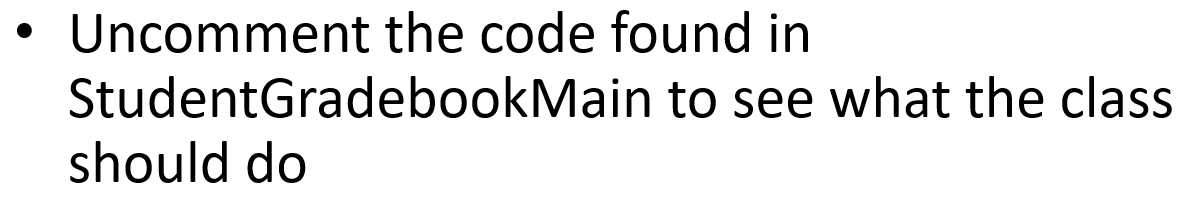 • Uncomment the code found in
StudentGradebookMain to see what the class
should do